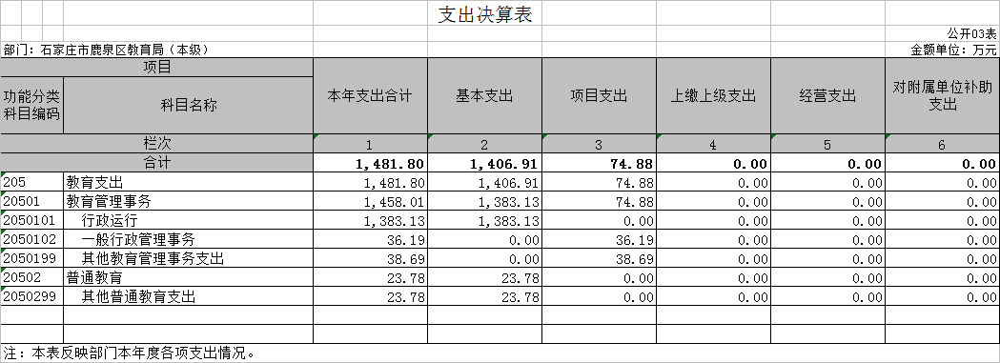 支出决算表
公开03表
部门：石家庄市鹿泉区教育局（本级） 金额单位：万元
项目 本年支出合计 基本支出 项目支出 上缴上级支出 经营支出 对附属单位补助支出
功能分类科目编码 科目名称
栏次 1 2 3 4 5 6
合计 1,481.80 1,406.91 74.88 0.00 0.00 0.00
205 教育支出 1,481.80 1,406.91 74.88 0.00 0.00 0.00
20501 教育管理事务 1,458.01 1,383.13 74.88 0.00 0.00 0.00
2050101 行政运行 1,383.13 1,383.13 0.00 0.00 0.00 0.00
2050102 一般行政管理事务 36.19 0.00 36.19 0.00 0.00 0.00
2050199 其他教育管理事务支出 38.69 0.00 38.69 0.00 0.00 0.00
20502 普通教育 23.78 23.78 0.00 0.00 0.00 0.00
2050299 其他普通教育支出 23.78 23.78 0.00 0.00 0.00 0.00
注：本表反映部门本年度各项支出情况。